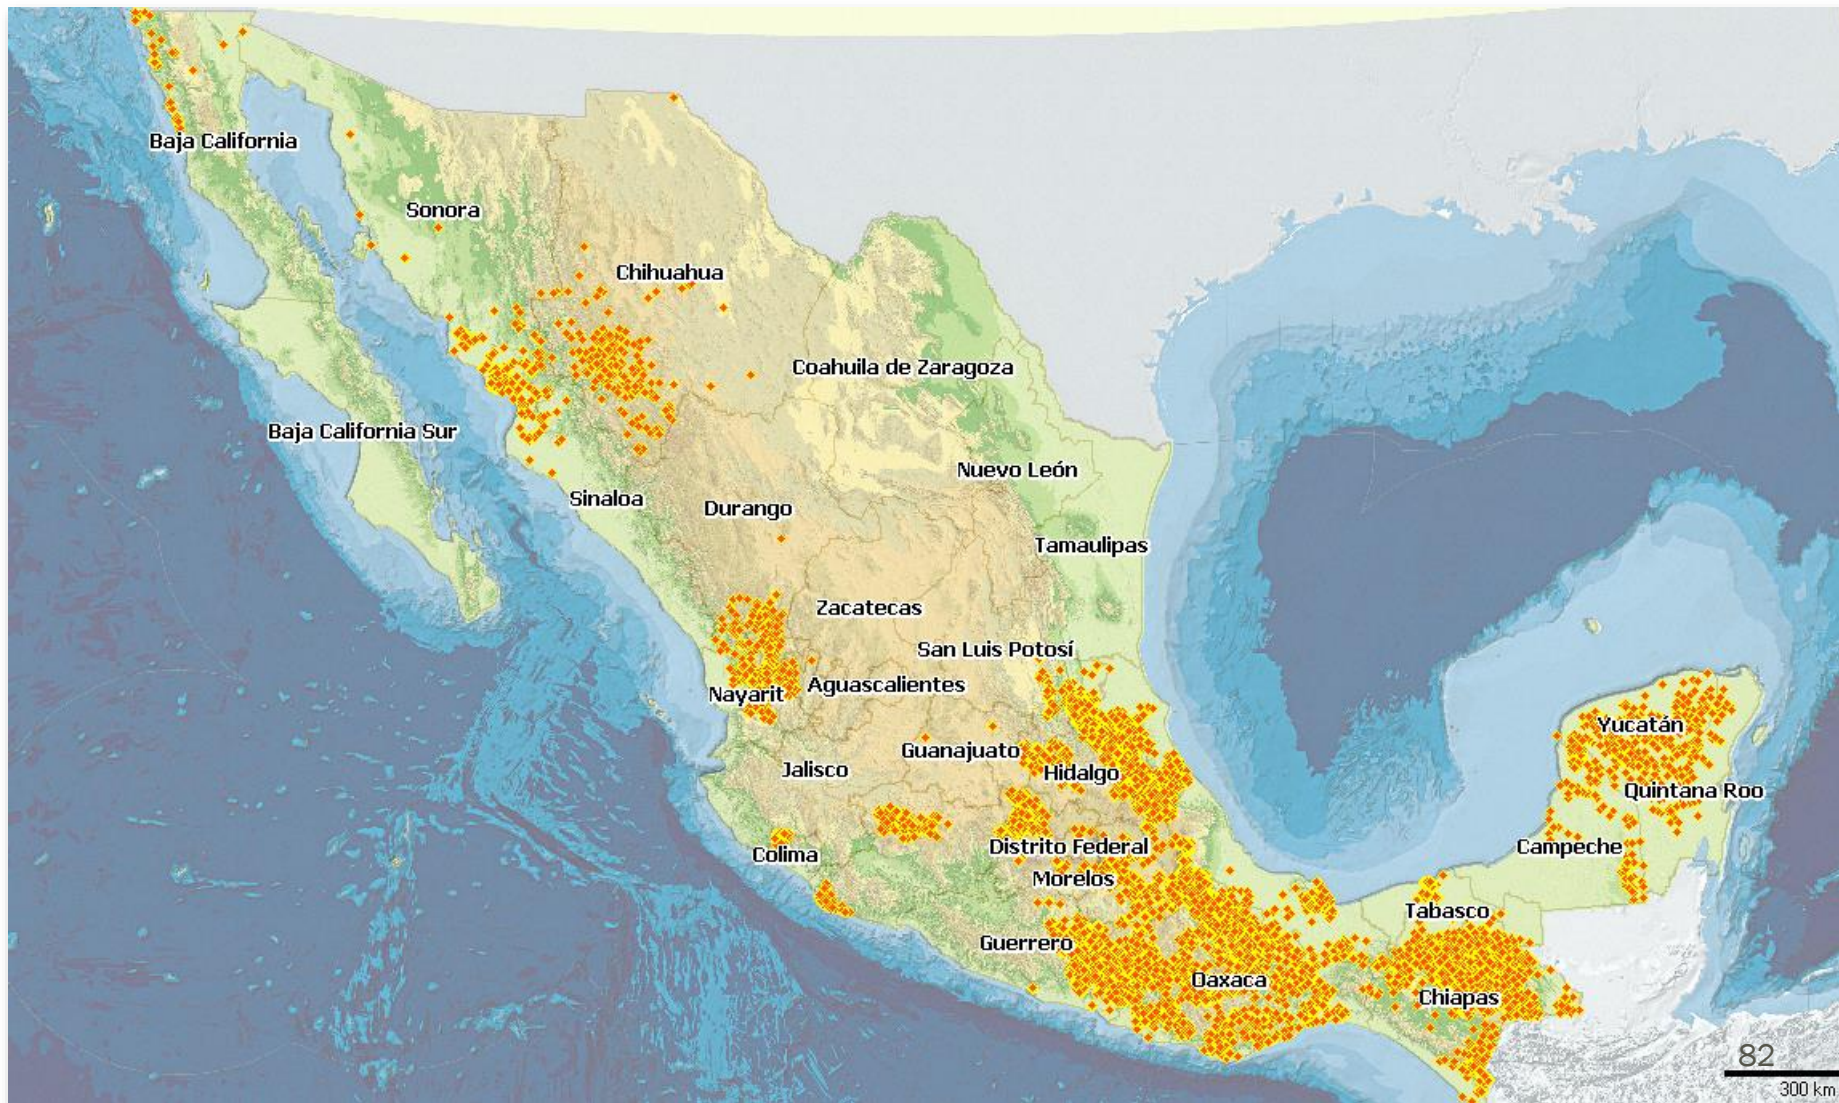 Baja California
Sonora
Chihuahua
Coahuila de Zaragoza
Baja California Sur
Nuevo León
Sinaloa
Durango
Tamaulipas
Zacatecas
San Luis Potosí
Nayarit
Aguascalientes
Yucatán
Guanajuato
Jalisco
Hidalgo
Quintana Roo
Distrito Federal
Campeche
Colima
Morelos
Tabasco
Guerrero
Oaxaca
Chiapas
82
300 km